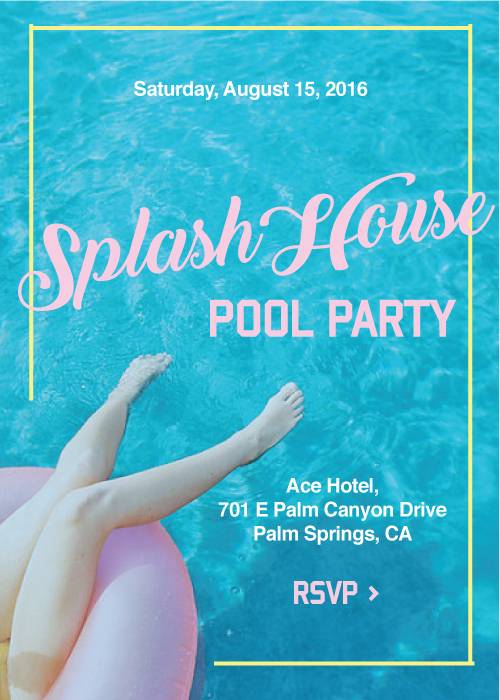 Saturday, August 15, 2016
Splash House
POOL PARTY
Ace Hotel,
701 E Palm Canyon Drive
Palm Springs, CA
RSVP >